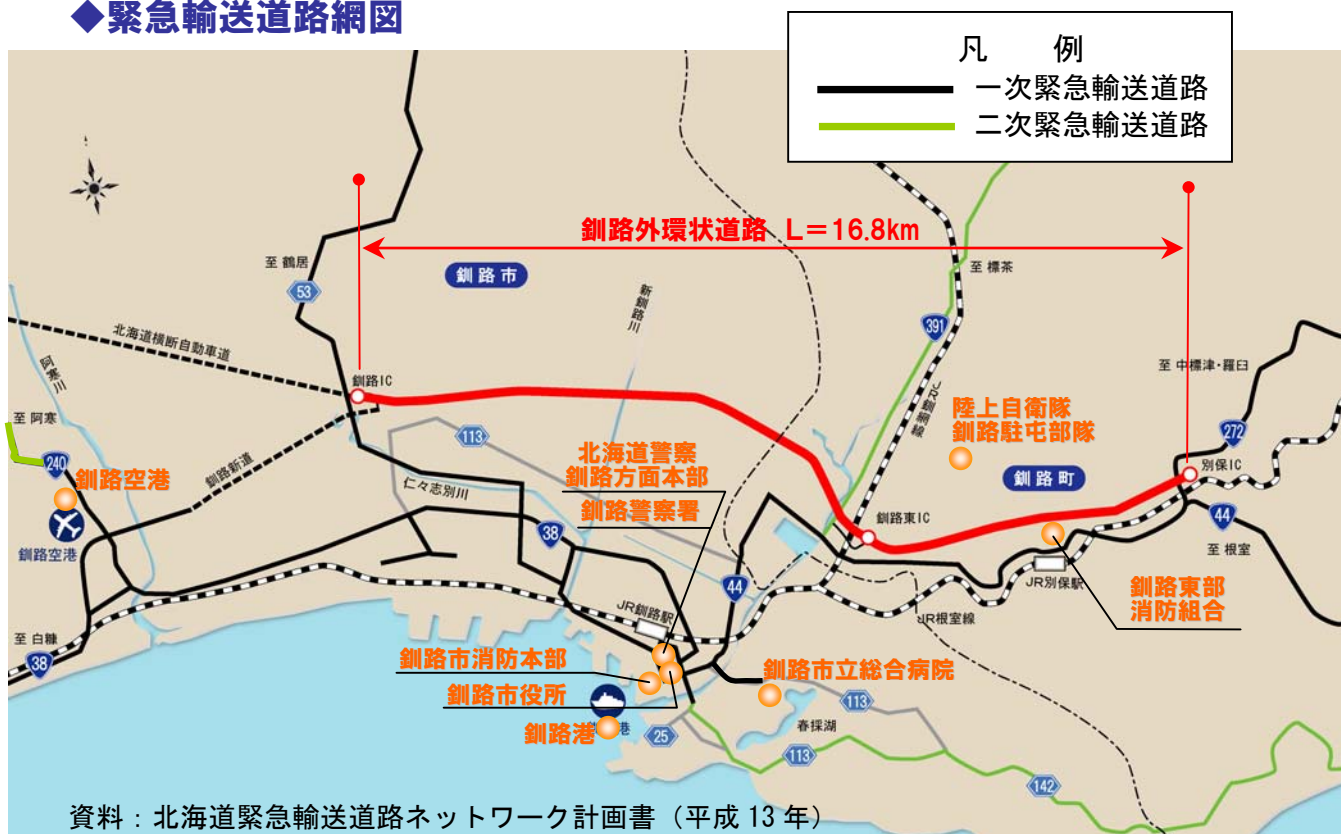 ◆緊急輸送道路網図
凡 例
一次緊急輸送道路
二次緊急輸送道路
釧路外環状道路 L=16.8km
至 鶴居
釧路市
53
新釧路川
至 標茶
391
北海道横断自動車道
阿寒川
釧路IC
JR釧網線
至 中標津・羅臼
陸上自衛隊
釧路駐屯部隊
272
至 阿寒
113
北海道警察
釧路方面本部
釧路警察署
釧路町
別保IC
240
釧路空港
釧路新道
仁々志別川
38
釧路東IC
44
釧路空港
至 根室
44
JR別保駅
釧路東部
消防組合
JR釧路駅
JR根室線
至 白糠
38
釧路市消防本部
釧路市役所
釧路市立総合病院
113
釧路港
港
25
春採湖
113
142
資料:北海道緊急輸送道路ネットワーク計画書(平成 13 年)